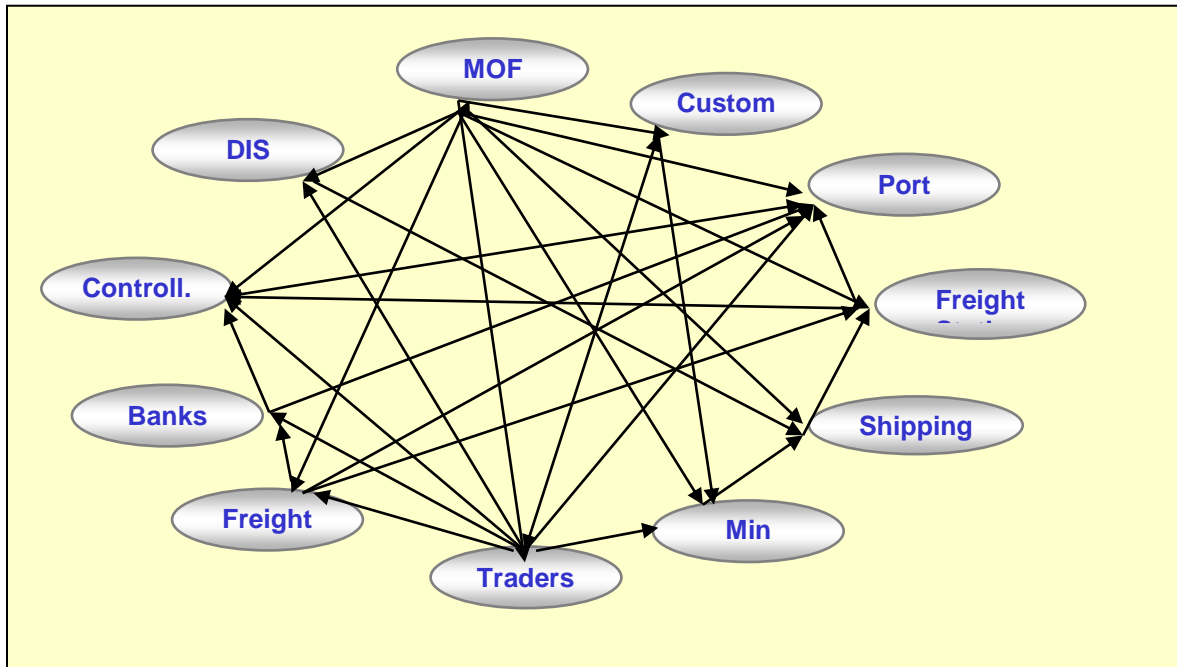 MOF
Custom
DIS
Port
Controll.
Freight
Banks
Shipping
Freight
Min
Traders